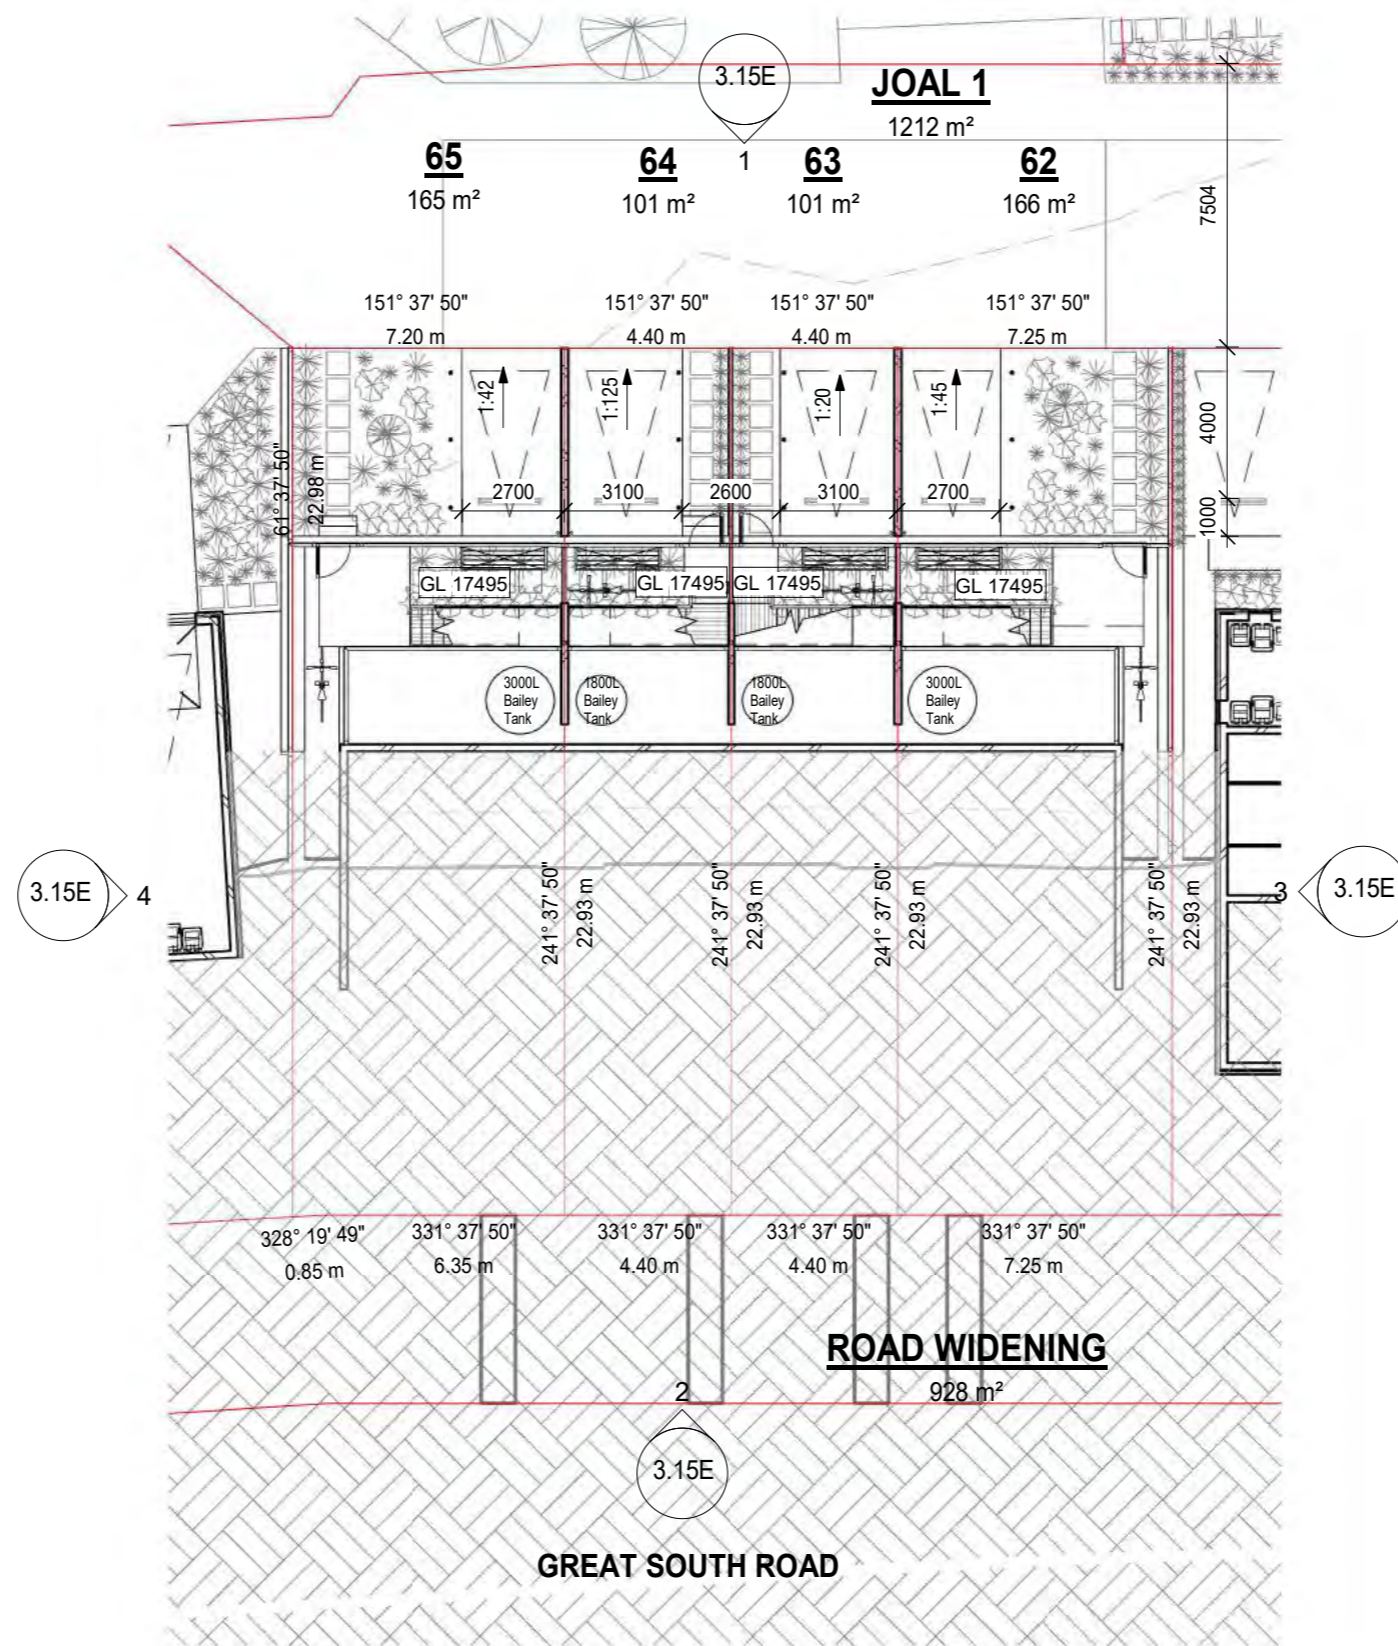 3.15E
1
JOAL 1
1212 m²
65
165 m²
64
101 m²
63
101 m²
62
166 m²
7504
151° 37' 50"
7.20 m
151° 37' 50"
4.40 m
151° 37' 50"
4.40 m
151° 37' 50"
7.25 m
1:42
1:125
1:20
1:45
4000
1000
61° 37' 50"
22.98 m
2700
3100
2600
3100
2700
GL 17495
GL 17495
GL 17495
GL 17495
3000L
Bailey
Tank
1800L
Bailey
Tank
1800L
Bailey
Tank
3000L
Bailey
Tank
3.15E
4
241° 37' 50"
22.93 m
241° 37' 50"
22.93 m
241° 37' 50"
22.93 m
241° 37' 50"
22.93 m
3
3.15E
328° 19' 49"
0.85 m
331° 37' 50"
6.35 m
331° 37' 50"
4.40 m
331° 37' 50"
4.40 m
331° 37' 50"
7.25 m
ROAD WIDENING
928 m²
2
3.15E
GREAT SOUTH ROAD